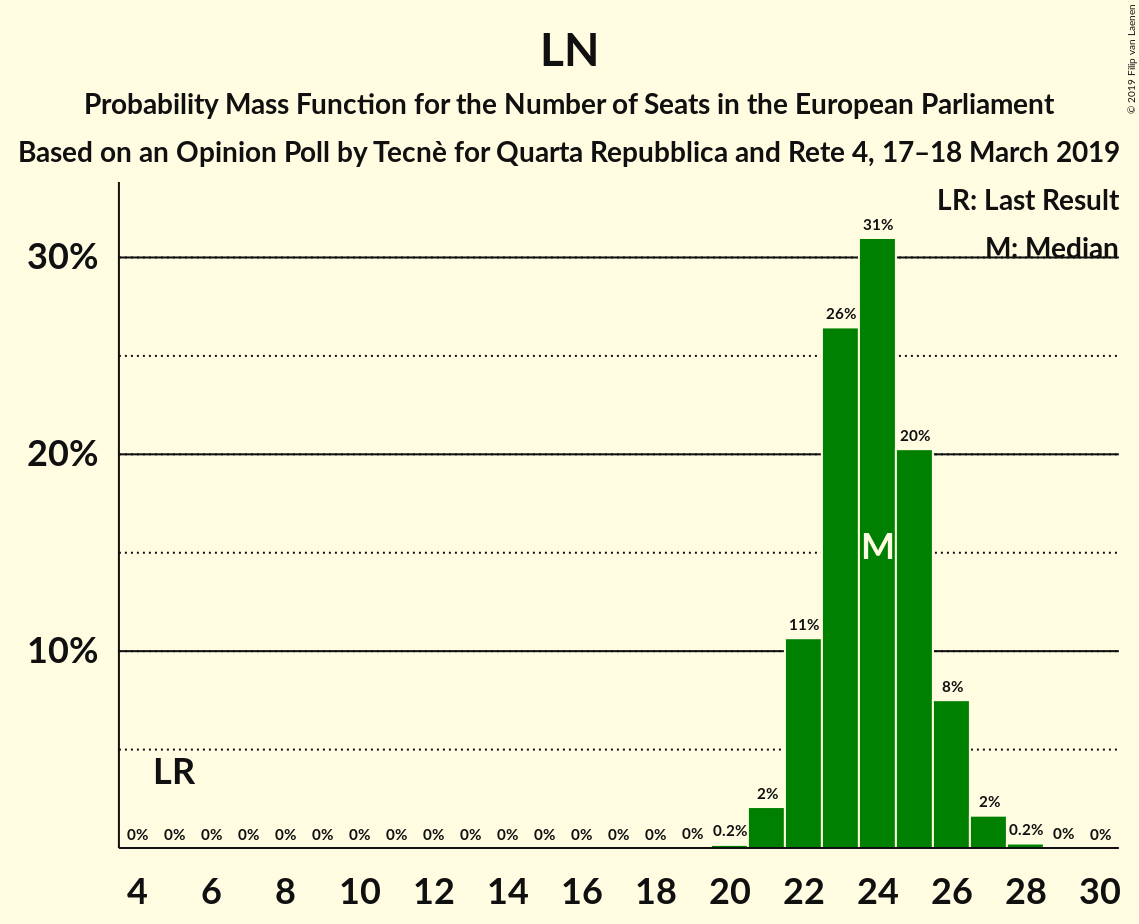 © 2019 Filip van Laenen
LN
Probability Mass Function for the Number of Seats in the European Parliament
Based on an Opinion Poll by Tecnè for Quarta Repubblica and Rete 4, 17–18 March 2019
LR: Last Result
M: Median
30%
20%
10%
31%
26%
20%
M
11%
8%
LR
2%
2%
0% 0% 0% 0% 0% 0% 0% 0% 0% 0% 0% 0% 0% 0% 0% 0% 0.2% 0.2% 0% 0%
4 6 8 10 12 14 16 18 20 22 24 26 28 30